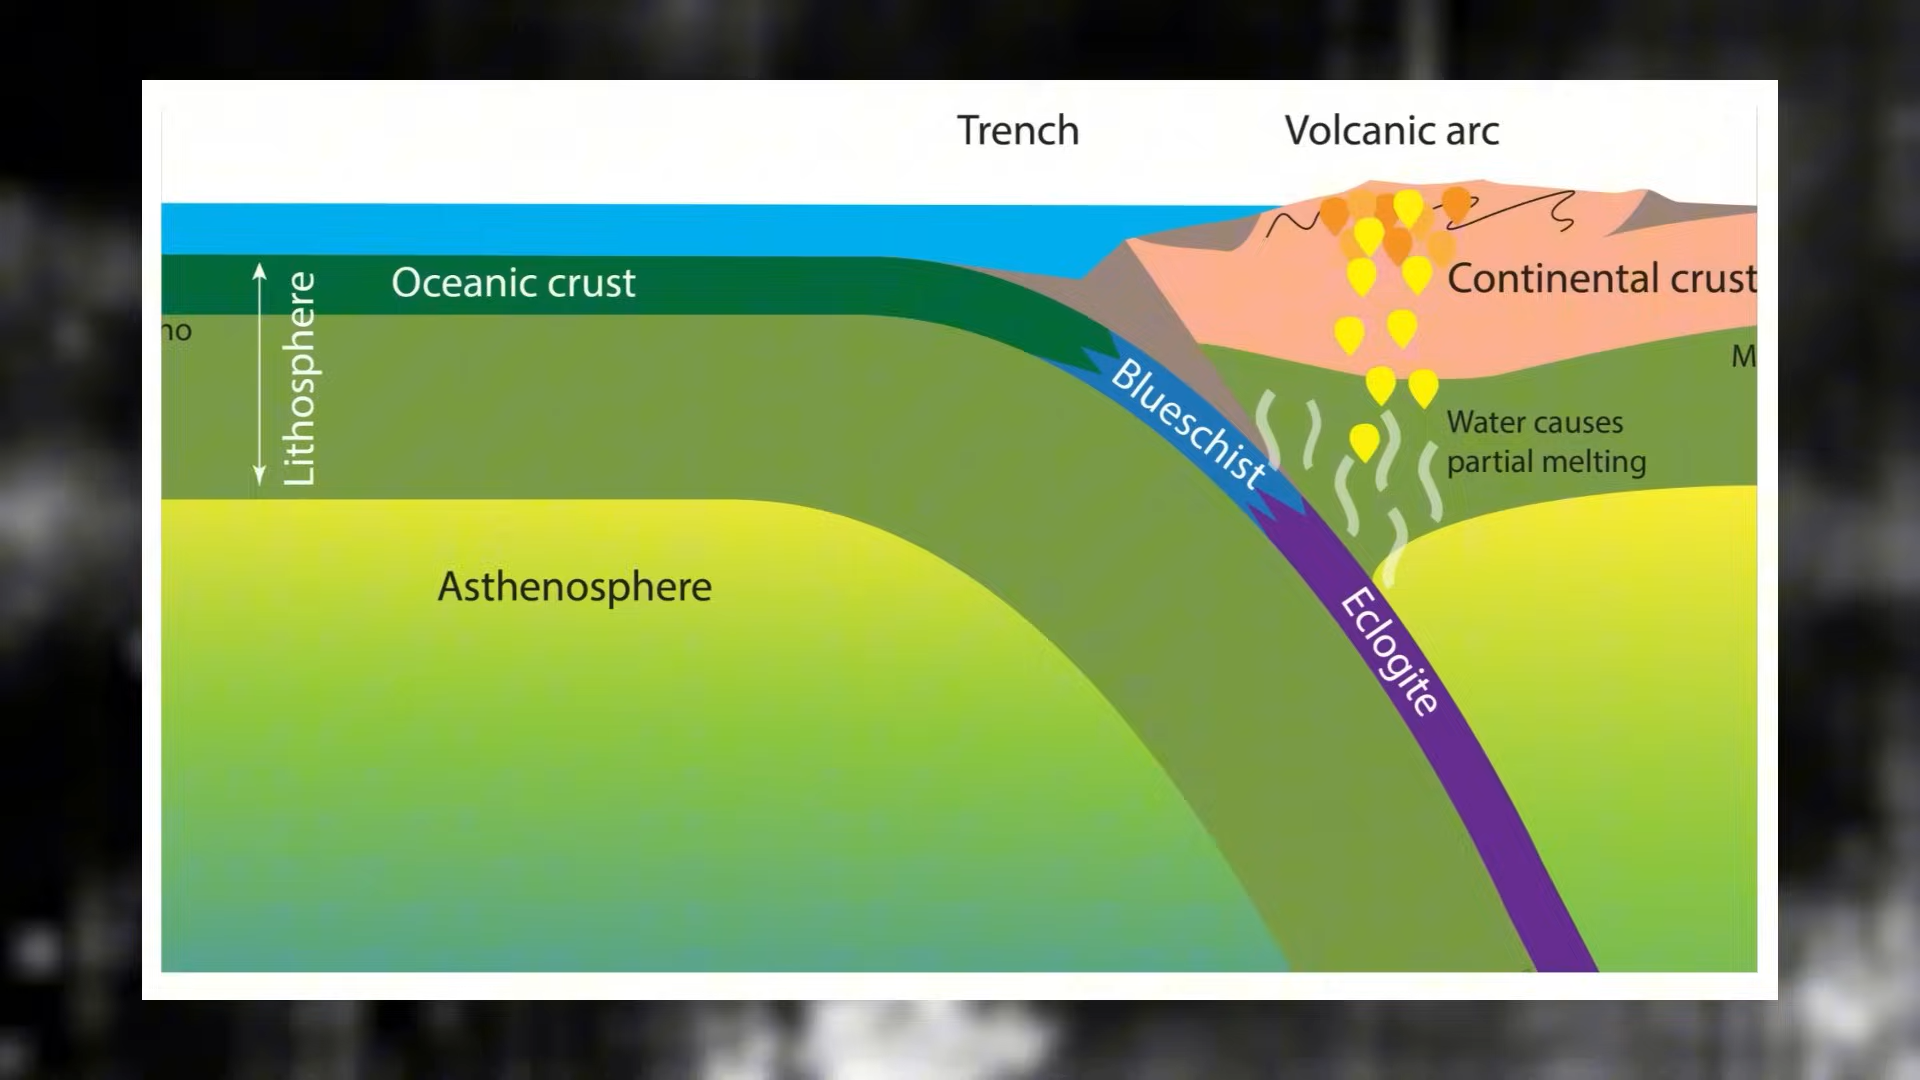 Trench
Volcanic arc
Oceanic crust
Lithosphere
Continental crust
Blueschist
Water causes
partial melting
Asthenosphere
Eclogite